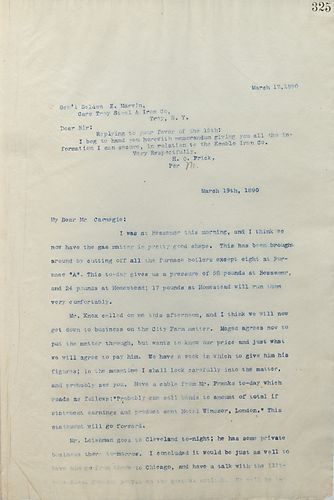 325
March 17, 1890
Gen'l Selden E. Marvin,
Care Troy Steel & Iron Co,
Troy, N. Y.
Dear Sir:
Replying to your favor of the 15th:
I beg to hand you herewith memorandum giving you all the in-
formation I can secure, in relation to the Kemble Iron Co.
Very Respectfully,
H. C. Frick,
Per
March 19th, 1890
My Dear Mr. Carnegie:
I was at Bessemer this morning, and I think we
now have the gas matter in pretty good shape. This has been brought
around by cutting off all the furnace boilers except eight at Fur-
nace "A". This to-day gives us a pressure of 58 pounds at Bessemer,
and 24 pounds at Homestead; 17 pounds at Homestead will run them
very comfortably.
Mr. Knox called on me this afternoon, and I think we will now
get down to business on the City Farm matter. Magee agrees now to
put the matter through, but wants to know our price and just what
we will agree to pay him. We have a week in which to give him his
figures; in the meantime I shall look carefully into the matter,
and probably see you. Have a cable from Mr. Franks to-day which
reads as follows: "Probably can sell bonds to amount of total if
statement earnings and product sent Hotel Windsor, London." This
statement will go forward.
Mr. Leishman goes to Cleveland to-night; he has some private
business there tomorrow. I concluded it would be just as well to
have him go from there to Chicago, and have a talk with the Illi-